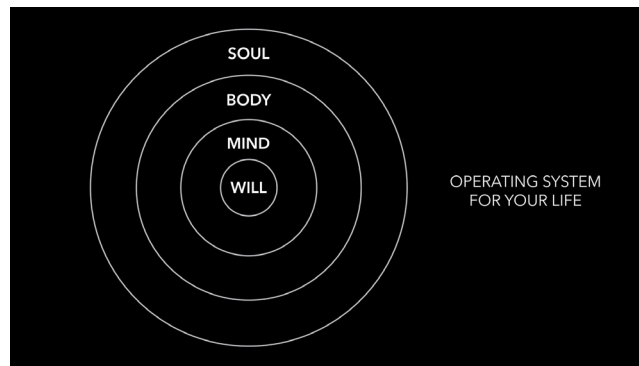 SOUL
BODY
MIND
WILL
OPERATING SYSTEM
FOR YOUR LIFE